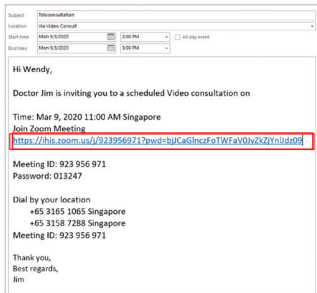 Subject Teleconsultation
Location Via Video Consult
Start time Mon 9/3/2020 2:00 PM All day event
End time Mon 9/3/2020 3:00 PM
Hi Wendy,
Doctor Jim is inviting you to a scheduled Video consultation on
Time: Mar 9, 2020 11:00 AM Singapore
Join Zoom Meeting
https://ihis.zoom.us/j/923956971?pwd=bjJCaGlnczFoTWFaV0JyZkZjYnlJdz09
Meeting ID: 923 956 971
Password: 013247
Dial by your location
+65 3165 1065 Singapore
+65 3158 7288 Singapore
Meeting ID: 923 956 971
Thank you,
Best regards,
Jim